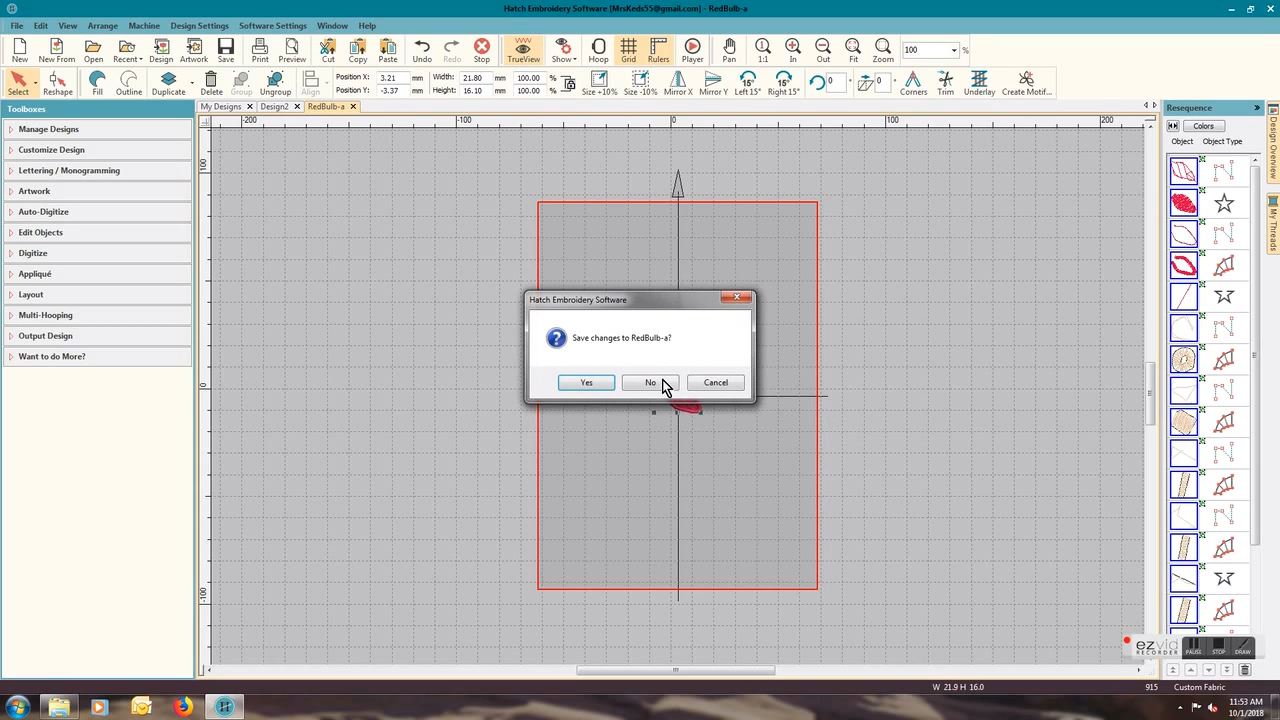 Hatch Embroidery Software [MrsKeds55@gmail.com] - RedBulb-a
File Edit View Arrange Machine Design Settings Software Settings Window Help
New New From Open Recent Design Artwork Save Print Preview Cut Copy Paste Undo Redo Stop TrueView Show Hoop Grid Rulers Player Pan 1:1 In Out Fit Zoom 100 %
Select Reshape Fill Outline Duplicate Delete Group Ungroup Align Position X: 3.21 mm Width: 21.80 mm 100.00 % Size +10% Size -10% Mirror X Mirror Y Left 15° Right 15° 0 0 Corners Trim Underlay Create Motif...
Position Y: -3.37 mm Height: 16.10 mm 100.00 %
My Designs Design2 RedBulb-a
Toolboxes
Manage Designs
Customize Design
Lettering / Monogramming
Artwork
Auto-Digitize
Edit Objects
Digitize
Appliqué
Layout
Multi-Hooping
Output Design
Want to do More?
-200 -100 0 100 200
100
0
-100
Hatch Embroidery Software
Save changes to RedBulb-a?
Yes No Cancel
Resequence
Colors
Object Object Type
Design Overview
My Threads
ezvid
RECORDER
PAUSE STOP DRAW
W 21.9 H 16.0 915 Custom Fabric
11:53 AM
10/1/2018